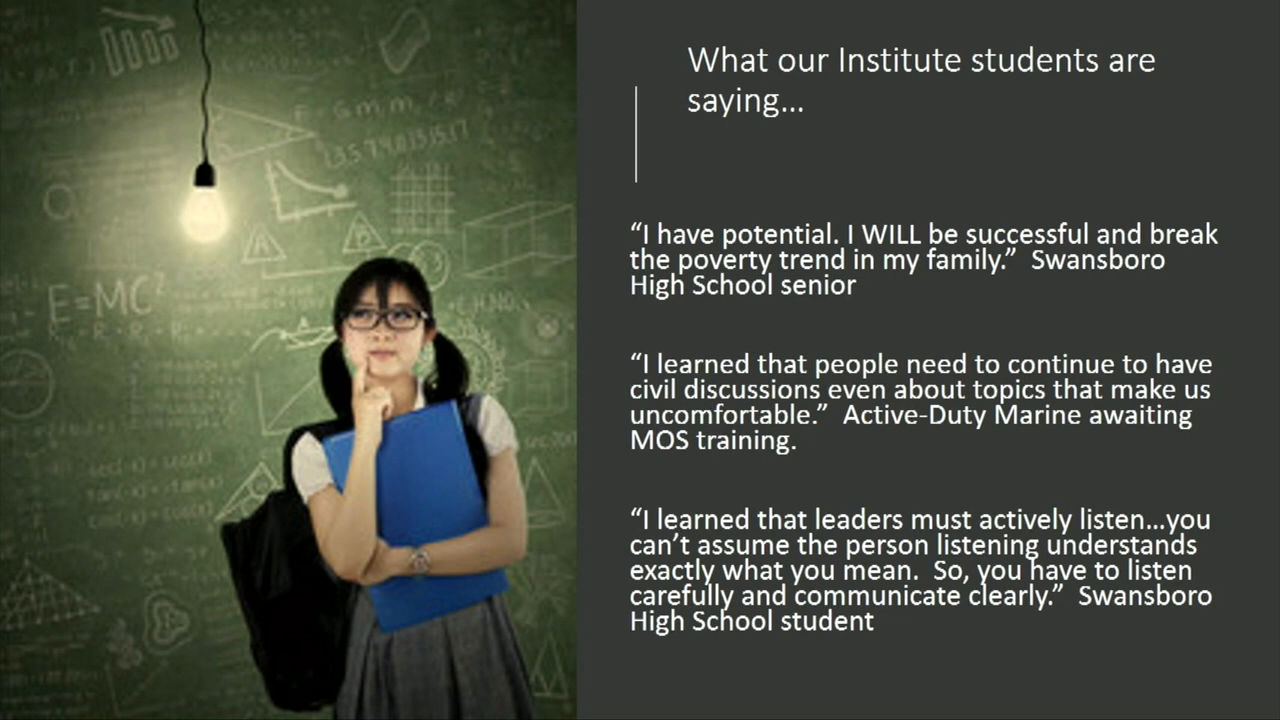 What our Institute students are
saying...
“I have potential. I WILL be successful and break
the poverty trend in my family.”  Swansboro
High School senior
“I learned that people need to continue to have
civil discussions even about topics that make us
uncomfortable.”  Active-Duty Marine awaiting
MOS training.
“I learned that leaders must actively listen...you
can’t assume the person listening understands
exactly what you mean.  So, you have to listen
carefully and communicate clearly.”  Swansboro
High School student
E=MC²